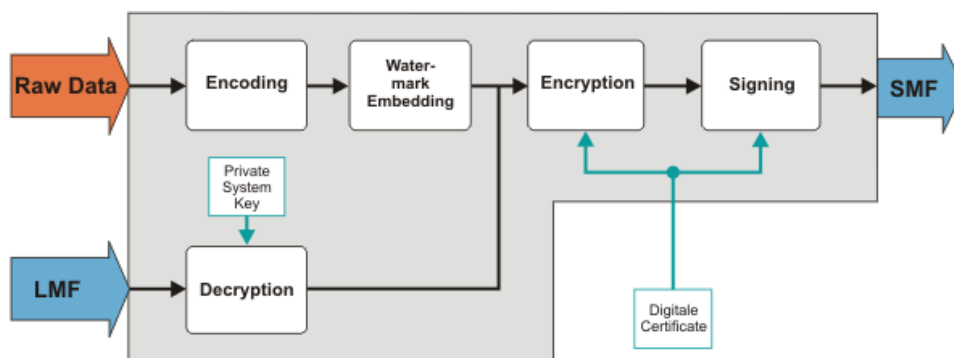 Raw Data
Encoding
Water-
mark
Embedding
Encryption
Signing
SMF
Private
System
Key
LMF
Decryption
Digitale
Certificate